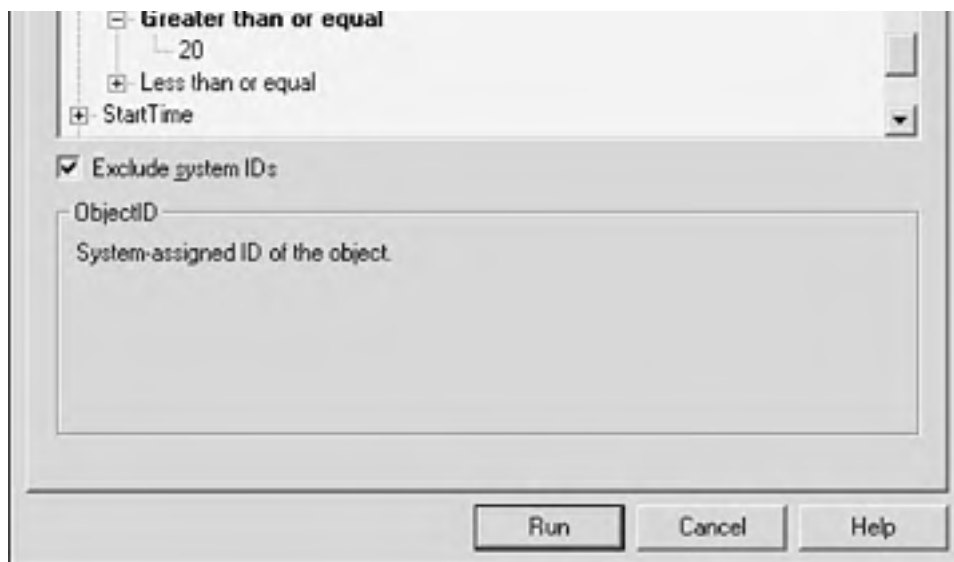 Greater than or equal
20
Less than or equal
StartTime
Exclude system IDs
ObjectID
System-assigned ID of the object.
Run Cancel Help